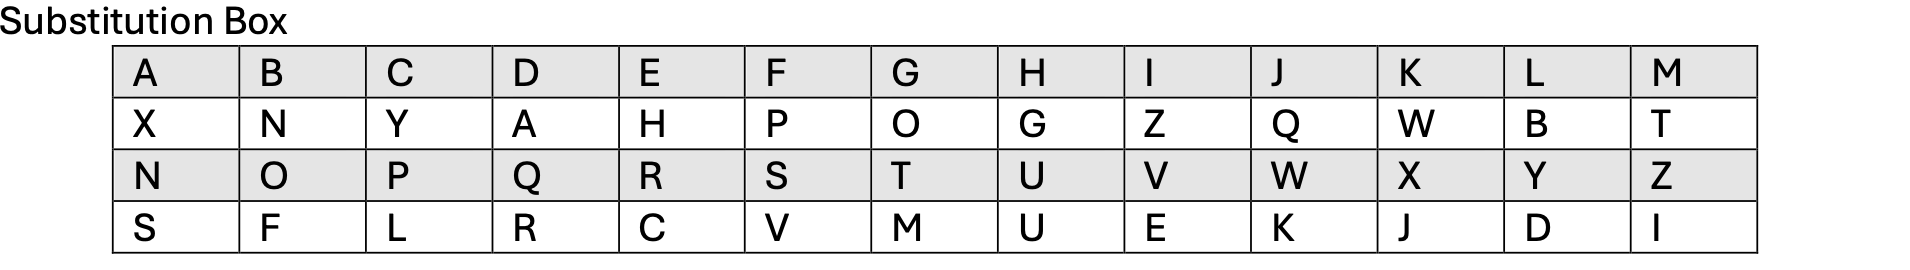 Substitution Box
A B C D E F G H I J K L M
X N Y A H P O G Z Q W B T
N O P Q R S T U V W X Y Z
S F L R C V M U E K J D I